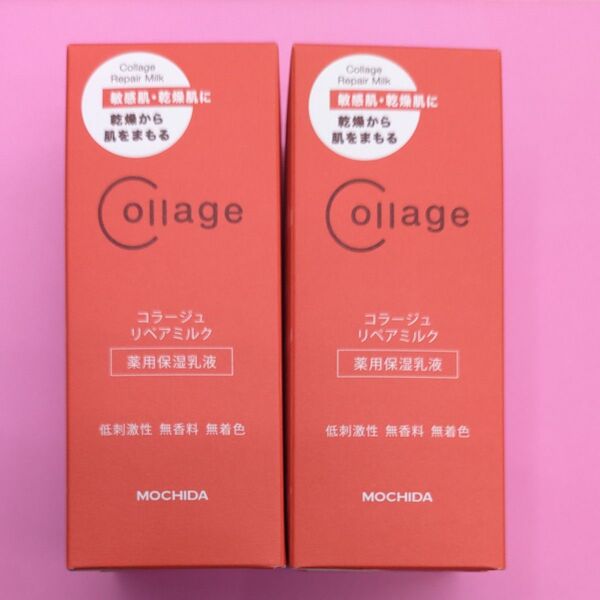 Collage
Repair Milk
敏感肌・乾燥肌に
乾燥から
肌をまもる
Collage
コラージュ
リペアミルク
薬用保湿乳液
低刺激性 無香料 無着色
MOCHIDA
Collage
Repair Milk
敏感肌・乾燥肌に
乾燥から
肌をまもる
Collage
コラージュ
リペアミルク
薬用保湿乳液
低刺激性 無香料 無着色
MOCHIDA